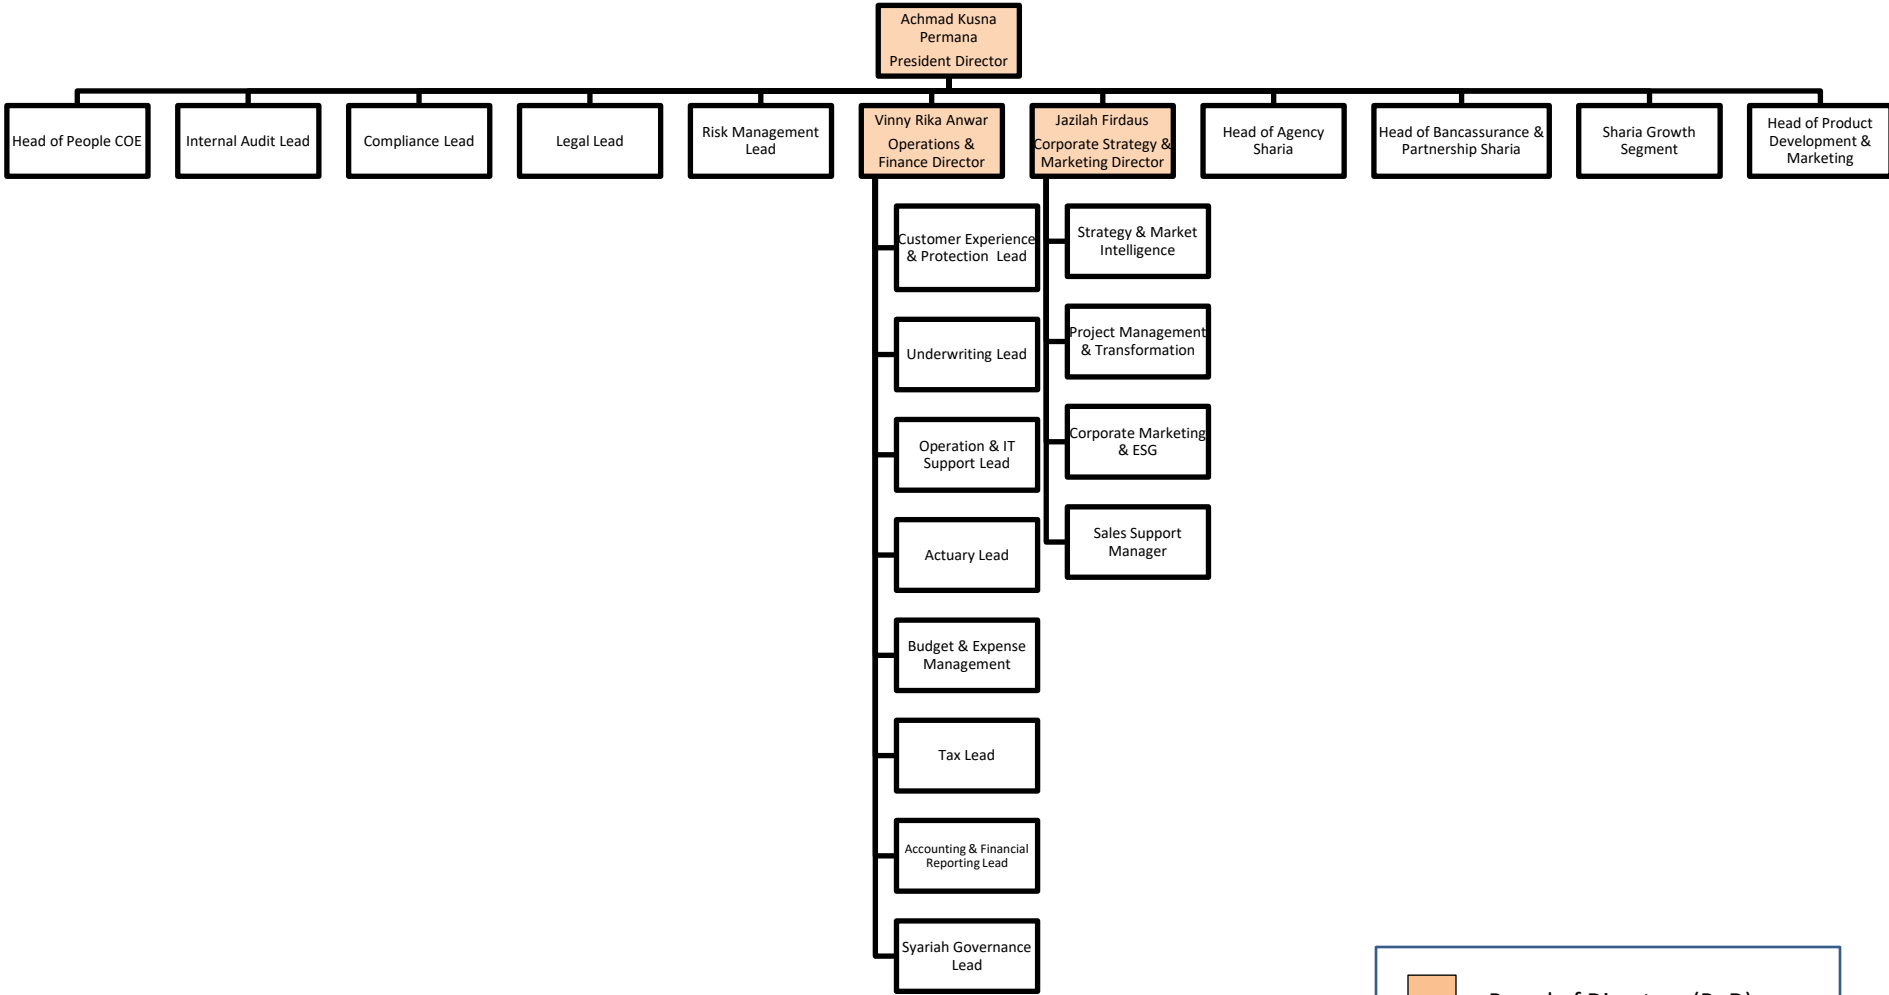 Achmad Kusna
Permana
President Director
Head of People COE
Internal Audit Lead
Compliance Lead
Legal Lead
Risk Management
Lead
Vinny Rika Anwar
Operations &
Finance Director
Jazilah Firdaus
Corporate Strategy &
Marketing Director
Head of Agency
Sharia
Head of Bancassurance &
Partnership Sharia
Sharia Growth
Segment
Head of Product
Development &
Marketing
Customer Experience
& Protection Lead
Underwriting Lead
Operation & IT
Support Lead
Actuary Lead
Budget & Expense
Management
Tax Lead
Accounting & Financial
Reporting Lead
Syariah Governance
Lead
Strategy & Market
Intelligence
Project Management
& Transformation
Corporate Marketing
& ESG
Sales Support
Manager
Board of Directors (BoD)